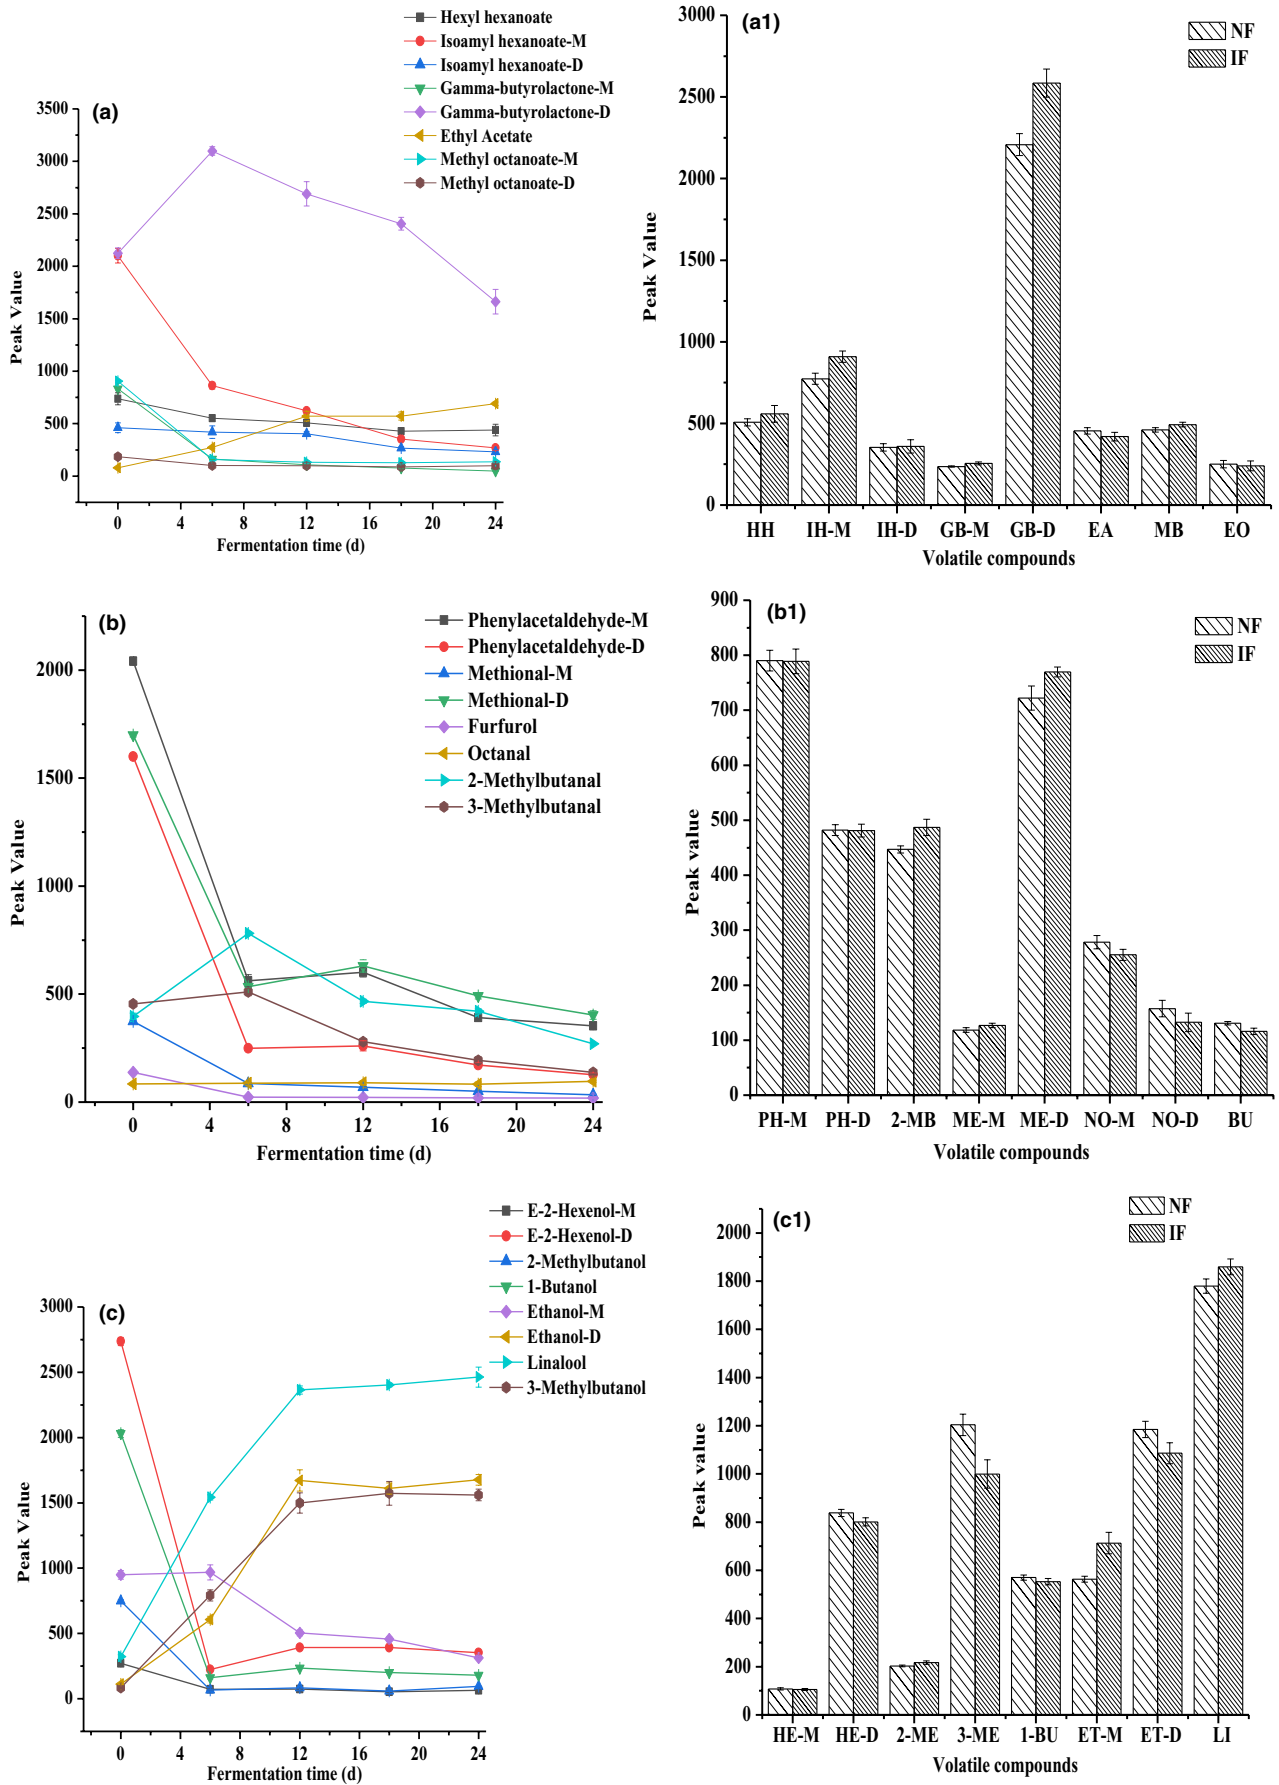 Hexyl hexanoate
Isoamyl hexanoate-M
Isoamyl hexanoate-D
Gamma-butyrolactone-M
Gamma-butyrolactone-D
Ethyl Acetate
Methyl octanoate-M
Methyl octanoate-D
(a)
3500
3000
2500
2000
1500
1000
500
0
Peak Value
0 4 8 12 16 20 24
Fermentation time (d)
(a1)
NF
IF
3000
2500
2000
1500
1000
500
0
Peak Value
HH IH-M IH-D GB-M GB-D EA MB EO
Volatile compounds
(b)
Phenylacetaldehyde-M
Phenylacetaldehyde-D
Methional-M
Methional-D
Furfurol
Octanal
2-Methylbutanal
3-Methylbutanal
2000
1500
1000
500
0
Peak Value
0 4 8 12 16 20 24
Fermentation time (d)
(b1)
NF
IF
900
800
700
600
500
400
300
200
100
0
Peak value
PH-M PH-D 2-MB ME-M ME-D NO-M NO-D BU
Volatile compounds
E-2-Hexenol-M
E-2-Hexenol-D
2-Methylbutanol
1-Butanol
Ethanol-M
Ethanol-D
Linalool
3-Methylbutanol
(c)
3000
2500
2000
1500
1000
500
0
Peak Value
0 4 8 12 16 20 24
Fermentation time (d)
(c1)
NF
IF
2000
1800
1600
1400
1200
1000
800
600
400
200
0
Peak value
HE-M HE-D 2-ME 3-ME 1-BU ET-M ET-D LI
Volatile compounds